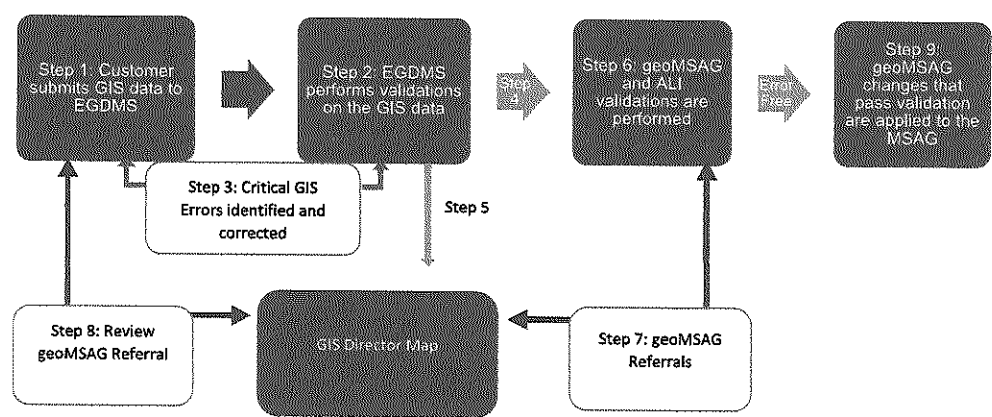 Step 1: Customer
submits GIS data to
EGDMS
Step 2: EGDMS
performs validations
on the GIS data
Step
4
Step 6: geoMSAG
and ALI
validations are
performed
Error
Free
Step 9:
geoMSAG
changes that
pass validation
are applied to the
MSAG
Step 3: Critical GIS
Errors identified and
corrected
Step 5
Step 8: Review
geoMSAG Referral
GIS Director Map
Step 7: geoMSAG
Referrals